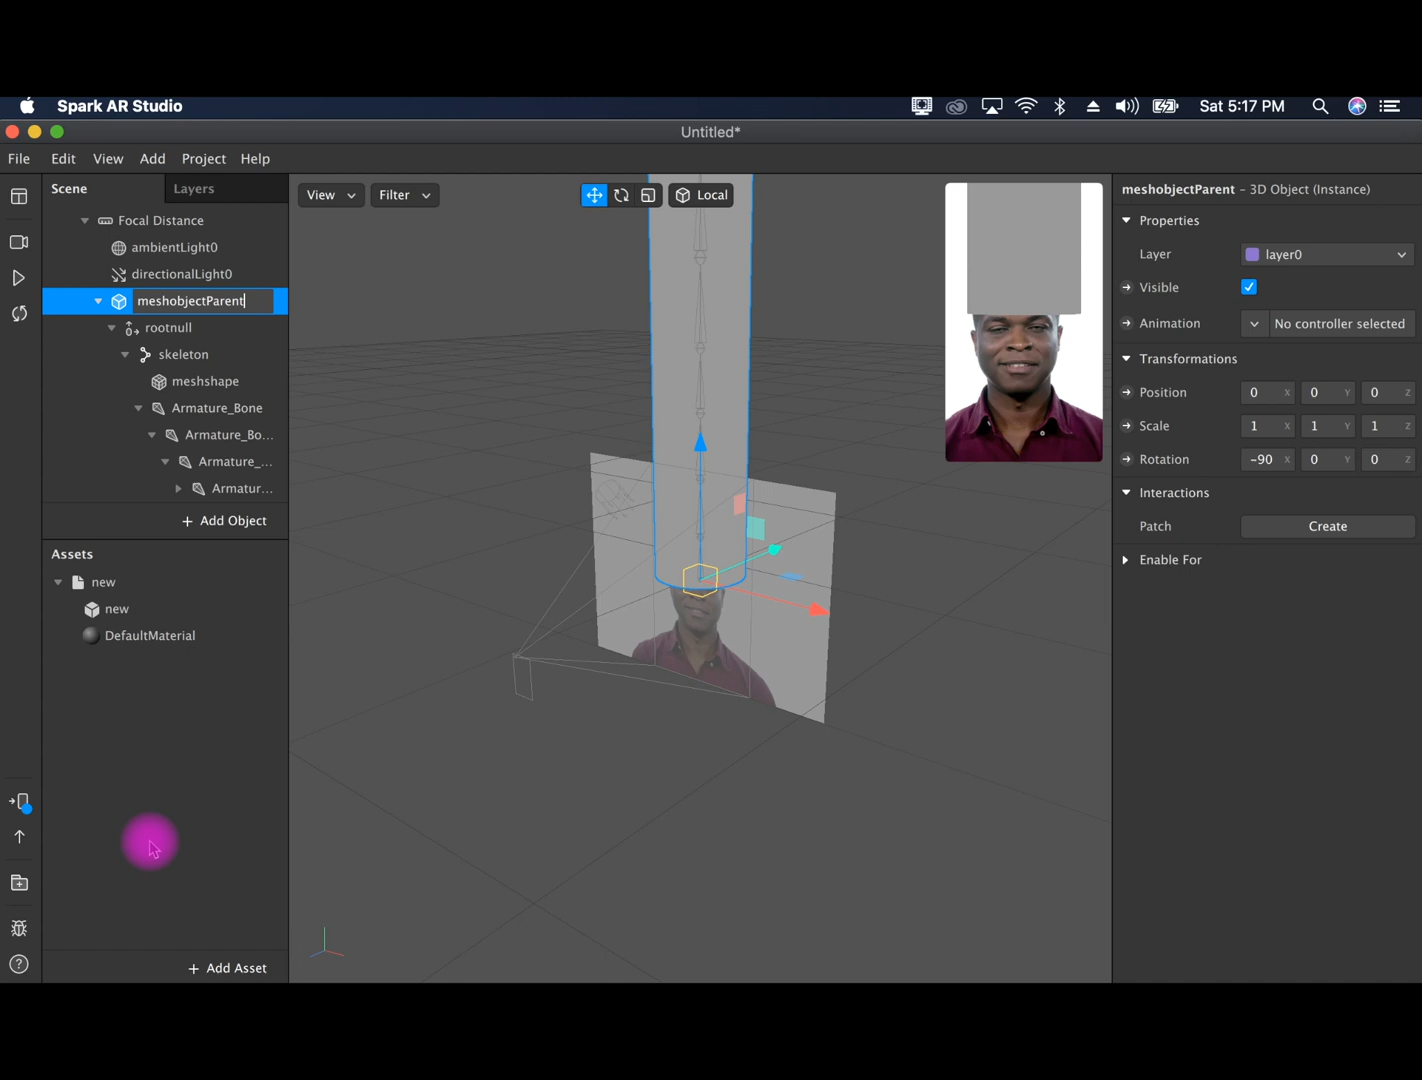 Spark AR Studio
Sat 5:17 PM
Untitled*
File Edit View Add Project Help
Scene Layers
View Filter Local
meshobjectParent – 3D Object (Instance)
Focal Distance
ambientLight0
directionalLight0
meshobjectParent
rootnull
skeleton
meshshape
Armature_Bone
Armature_Bo...
Armature_...
Armatur...
+ Add Object
Assets
new
new
DefaultMaterial
+ Add Asset
Properties
Layer layer0
Visible
Animation No controller selected
Transformations
Position 0 X 0 Y 0 Z
Scale 1 X 1 Y 1 Z
Rotation -90 X 0 Y 0 Z
Interactions
Patch Create
Enable For